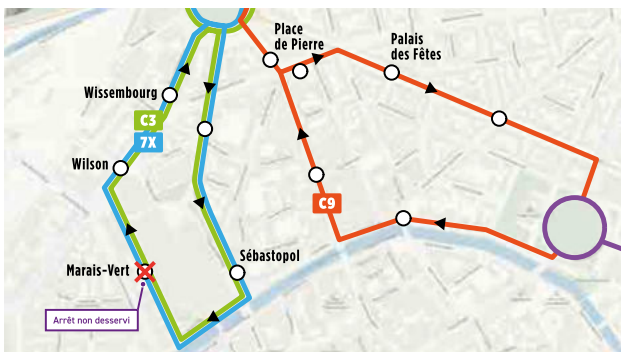 Place
de Pierre
Palais
des Fêtes
Wissembourg
C3
7X
Wilson
C9
Sébastopol
Marais-Vert
Arrêt non desservi